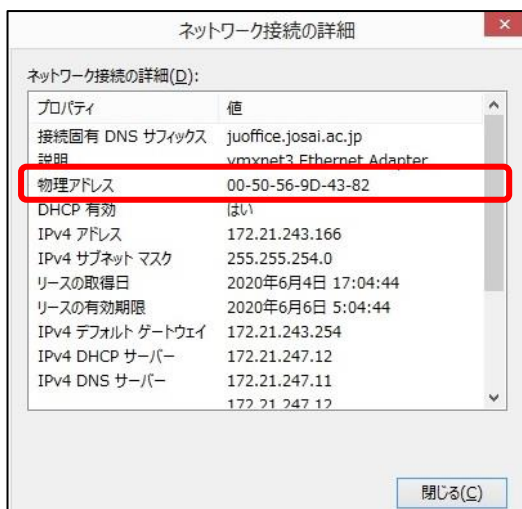 ネットワーク接続の詳細
ネットワーク接続の詳細(D):
プロパティ 値
接続固有 DNS サフィックス juoffice.josai.ac.jp
説明 vmxnet3 Ethernet Adapter
物理アドレス 00-50-56-9D-43-82
DHCP 有効 はい
IPv4 アドレス 172.21.243.166
IPv4 サブネット マスク 255.255.254.0
リースの取得日 2020年6月4日 17:04:44
リースの有効期限 2020年6月6日 5:04:44
IPv4 デフォルト ゲートウェイ 172.21.243.254
IPv4 DHCP サーバー 172.21.247.12
IPv4 DNS サーバー 172.21.247.11
172.21.247.12
閉じる(C)